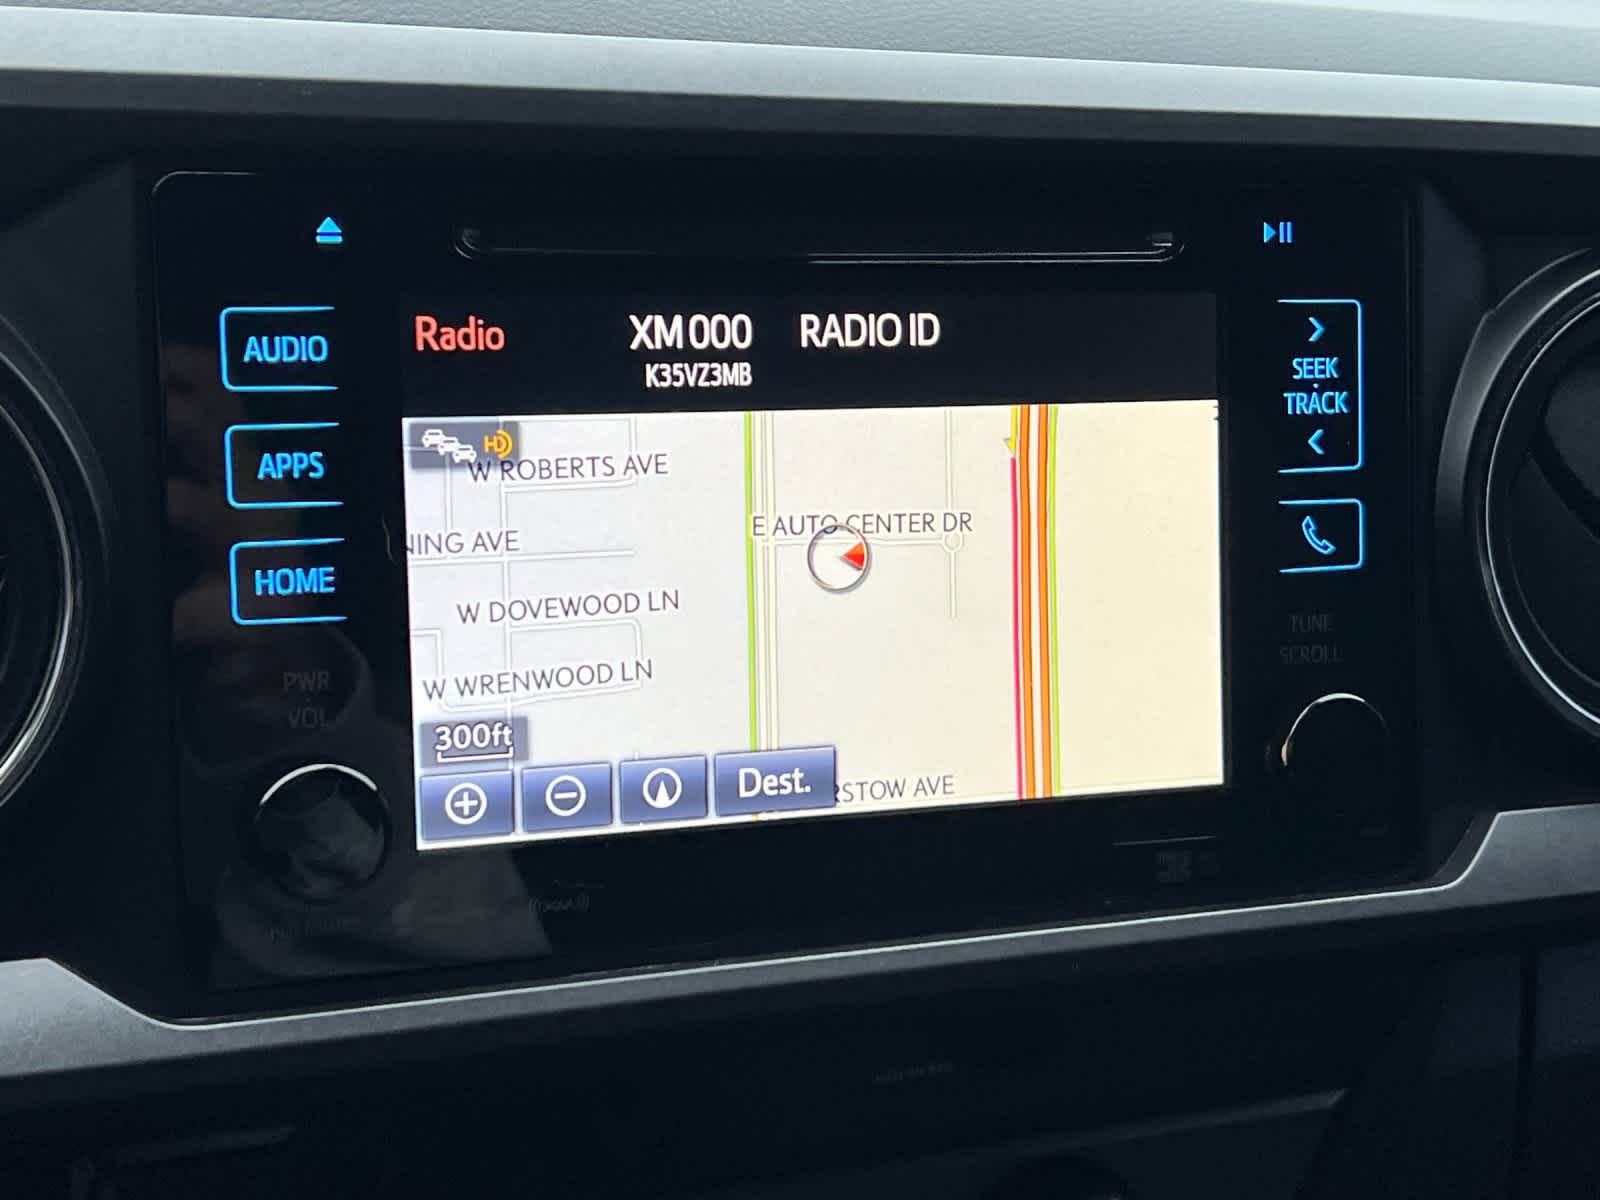 Radio XM 000 RADIO ID
K35VZ3MB
AUDIO
APPS
HOME
PWR
VOL
HD
W ROBERTS AVE
NING AVE
E AUTO CENTER DR
W DOVEWOOD LN
W WRENWOOD LN
300ft
Dest.
RSTOW AVE
SEEK
TRACK
TUNE
SCROLL